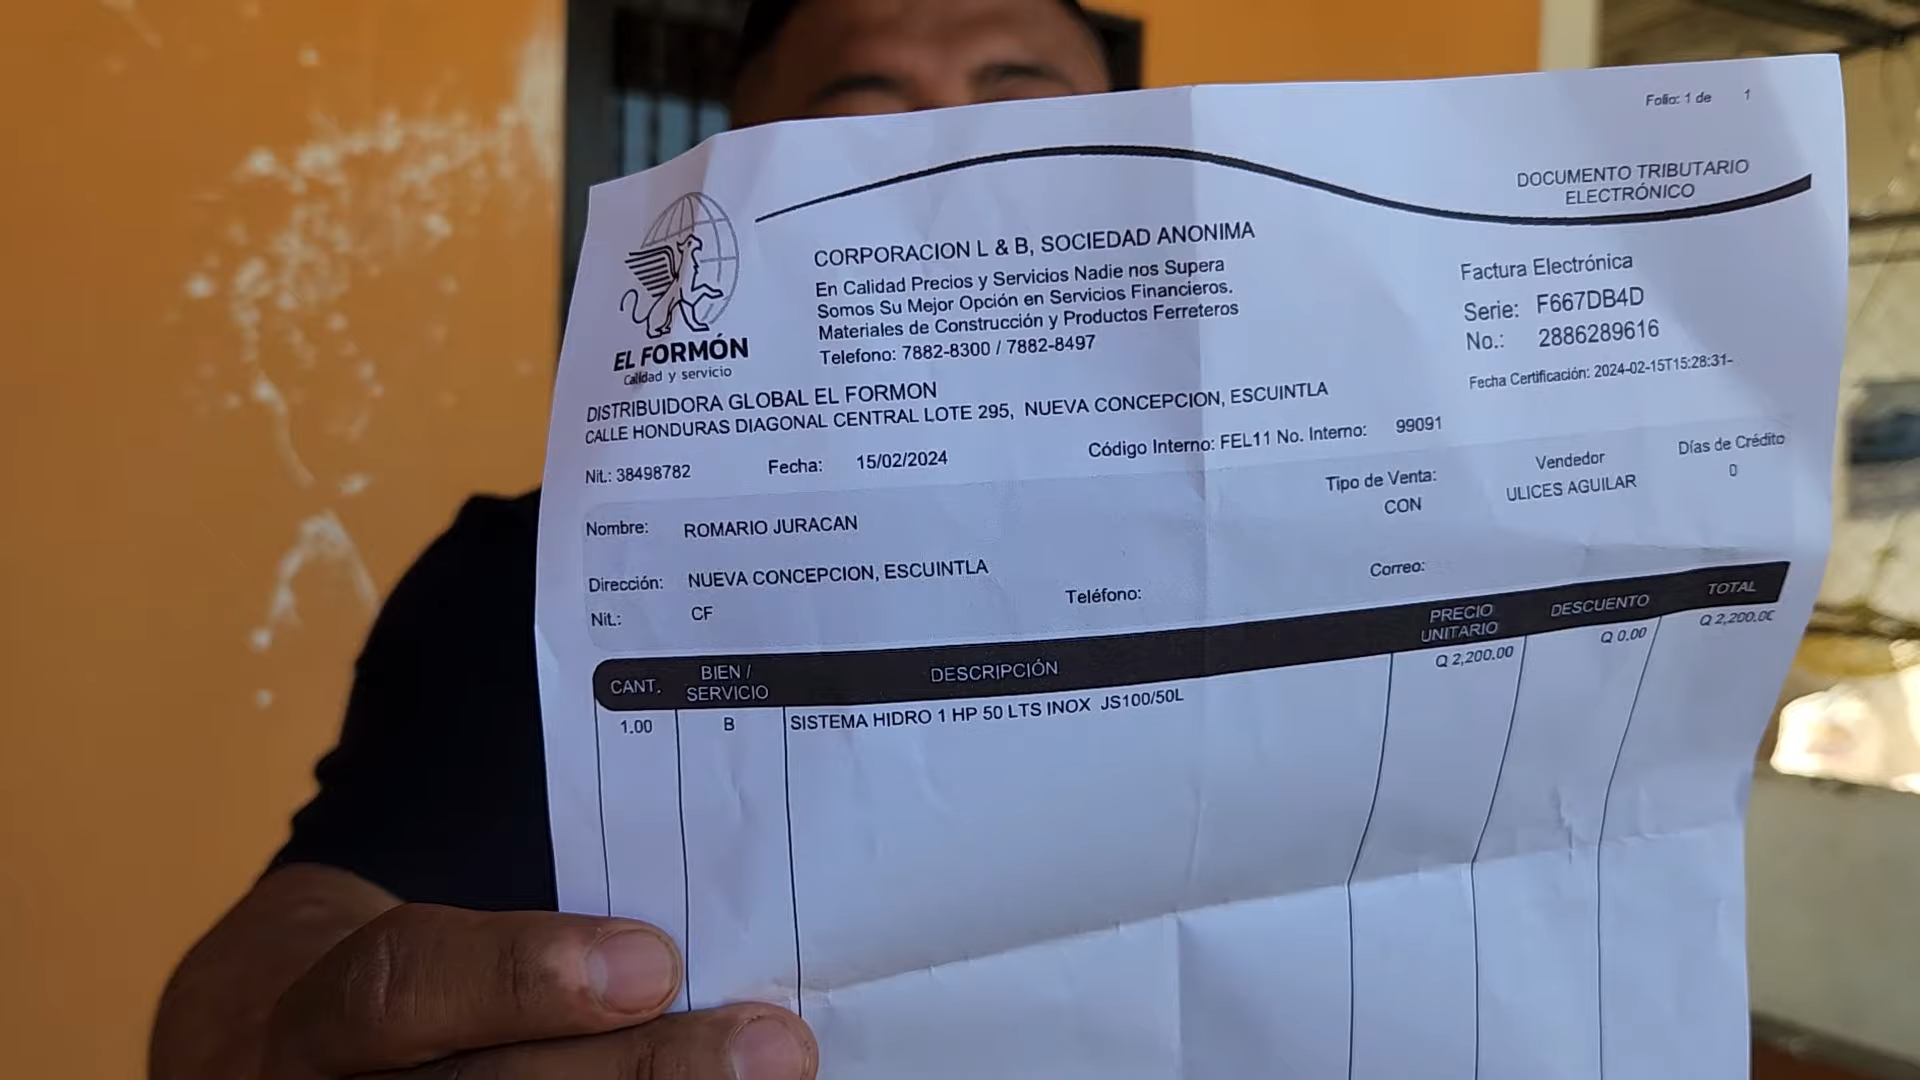 Folio: 1 de 1
DOCUMENTO TRIBUTARIO
ELECTRÓNICO
EL FORMÓN
Calidad y servicio
CORPORACION L & B, SOCIEDAD ANONIMA
En Calidad Precios y Servicios Nadie nos Supera
Somos Su Mejor Opción en Servicios Financieros.
Materiales de Construcción y Productos Ferreteros
Telefono: 7882-8300 / 7882-8497
Factura Electrónica
Serie: F667DB4D
No.: 2886289616
Fecha Certificación: 2024-02-15T15:28:31-
DISTRIBUIDORA GLOBAL EL FORMON
CALLE HONDURAS DIAGONAL CENTRAL LOTE 295, NUEVA CONCEPCION, ESCUINTLA
Nit.: 38498782 Fecha: 15/02/2024 Código Interno: FEL11 No. Interno: 99091
Nombre: ROMARIO JURACAN
Tipo de Venta: Vendedor Días de Crédito
CON ULICES AGUILAR 0
Dirección: NUEVA CONCEPCION, ESCUINTLA
Nit.: CF Teléfono: Correo:
CANT. BIEN / SERVICIO DESCRIPCIÓN PRECIO UNITARIO DESCUENTO TOTAL
1.00 B SISTEMA HIDRO 1 HP 50 LTS INOX JS100/50L Q 2,200.00 Q 0.00 Q 2,200.00